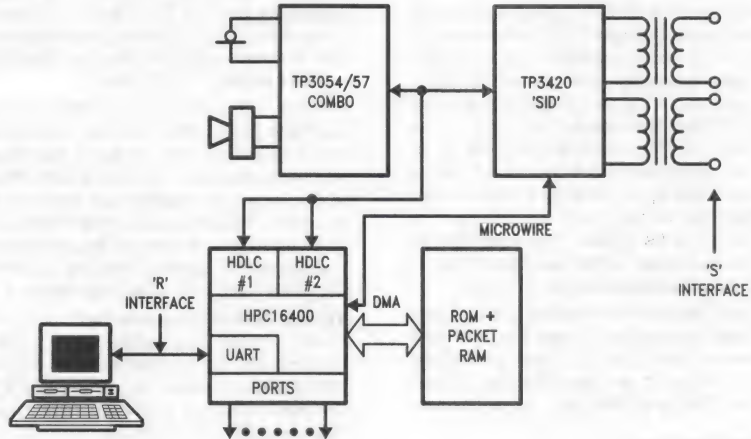 TP3054/57
COMBO
TP3420
'SID'
MICROWIRE
'S'
INTERFACE
HDLC
#1
HDLC
#2
'R'
INTERFACE
HPC16400
DMA
ROM +
PACKET
RAM
UART
PORTS